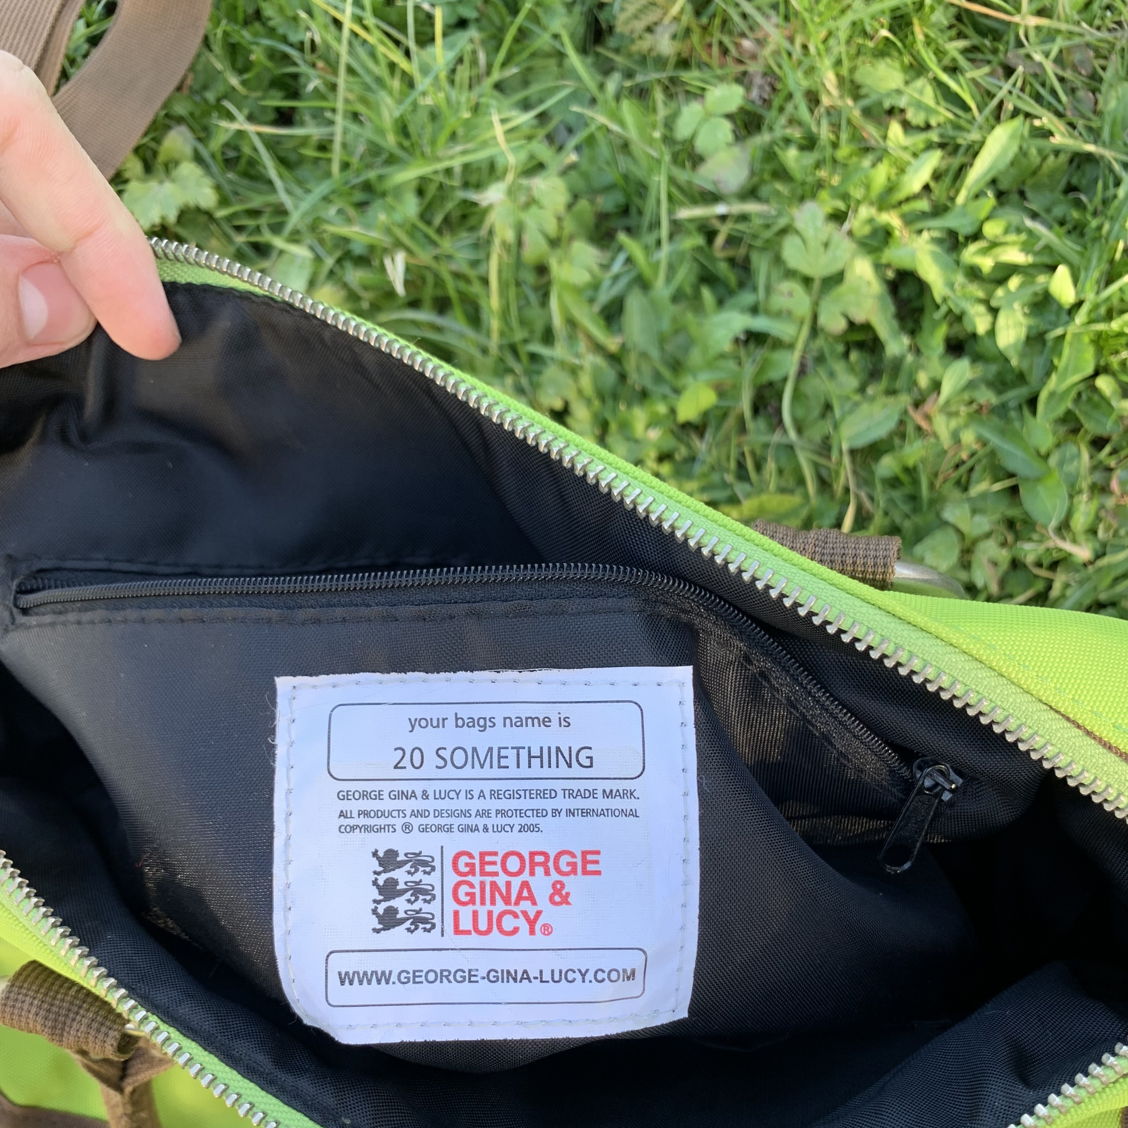 your bags name is
20 SOMETHING
GEORGE GINA & LUCY IS A REGISTERED TRADE MARK.
ALL PRODUCTS AND DESIGNS ARE PROTECTED BY INTERNATIONAL
COPYRIGHTS ® GEORGE GINA & LUCY 2005.
GEORGE
GINA &
LUCY®
WWW.GEORGE-GINA-LUCY.COM